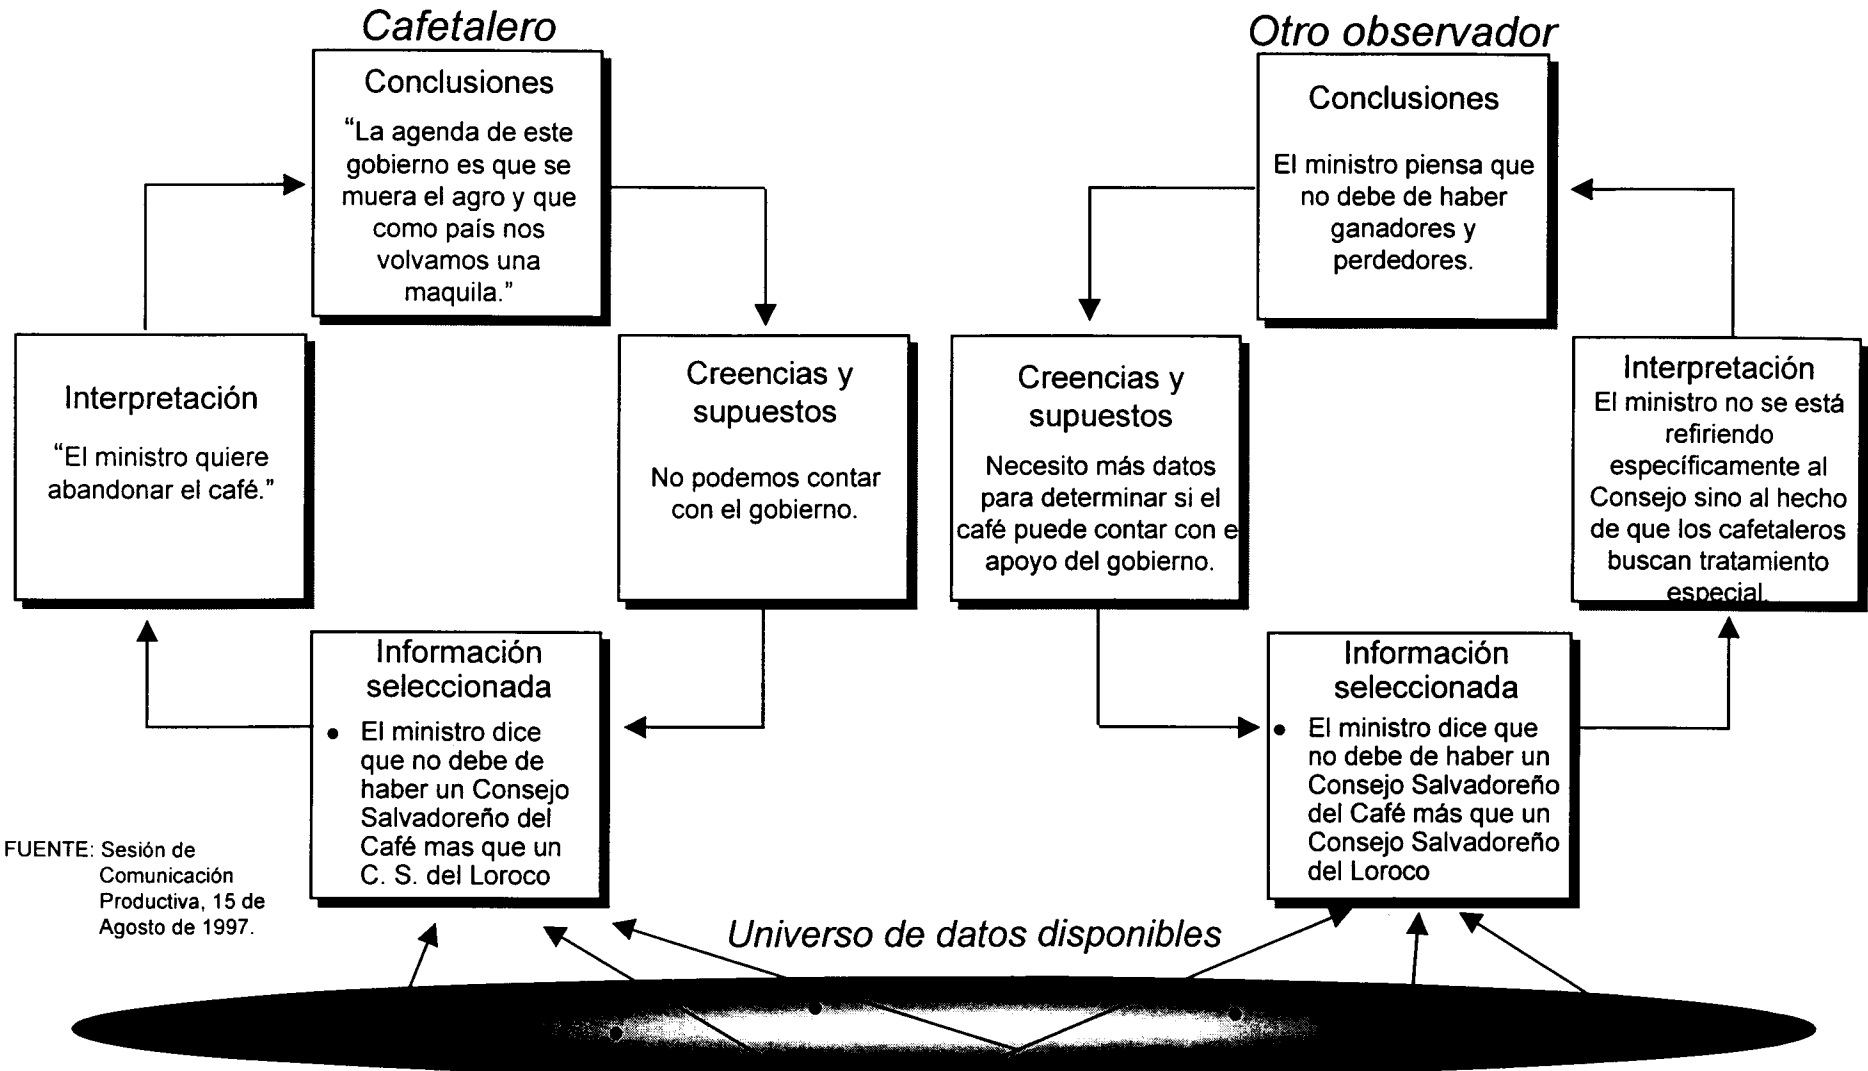 Cafetalero
Conclusiones
“La agenda de este
gobierno es que se
muera el agro y que
como país nos
volvamos una
maquila.”
Interpretación
“El ministro quiere
abandonar el café.”
Creencias y
supuestos
No podemos contar
con el gobierno.
Información
seleccionada
• El ministro dice
que no debe de
haber un Consejo
Salvadoreño del
Café mas que un
C. S. del Loroco
Otro observador
Conclusiones
El ministro piensa que
no debe de haber
ganadores y
perdedores.
Creencias y
supuestos
Necesito más datos
para determinar si el
café puede contar con e
apoyo del gobierno.
Interpretación
El ministro no se está
refiriendo
específicamente al
Consejo sino al hecho
de que los cafetaleros
buscan tratamiento
especial.
Información
seleccionada
• El ministro dice que
no debe de haber un
Consejo Salvadoreño
del Café más que un
Consejo Salvadoreño
del Loroco
FUENTE: Sesión de
Comunicación
Productiva, 15 de
Agosto de 1997.
Universo de datos disponibles